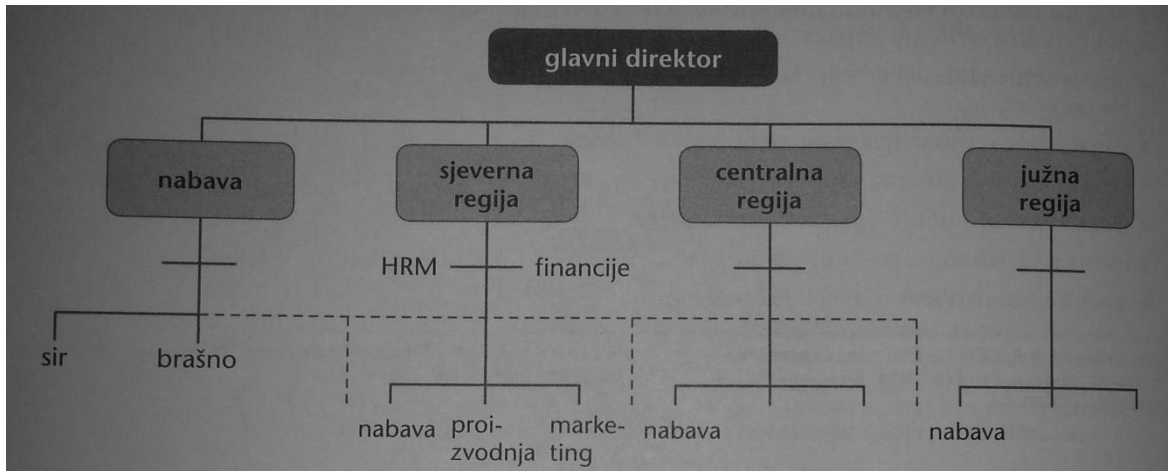 glavni direktor
nabava
sjeverna
regija
centralna
regija
južna
regija
HRM
financije
sir
brašno
nabava
proi-
zvodnja
marke-
ting
nabava
nabava